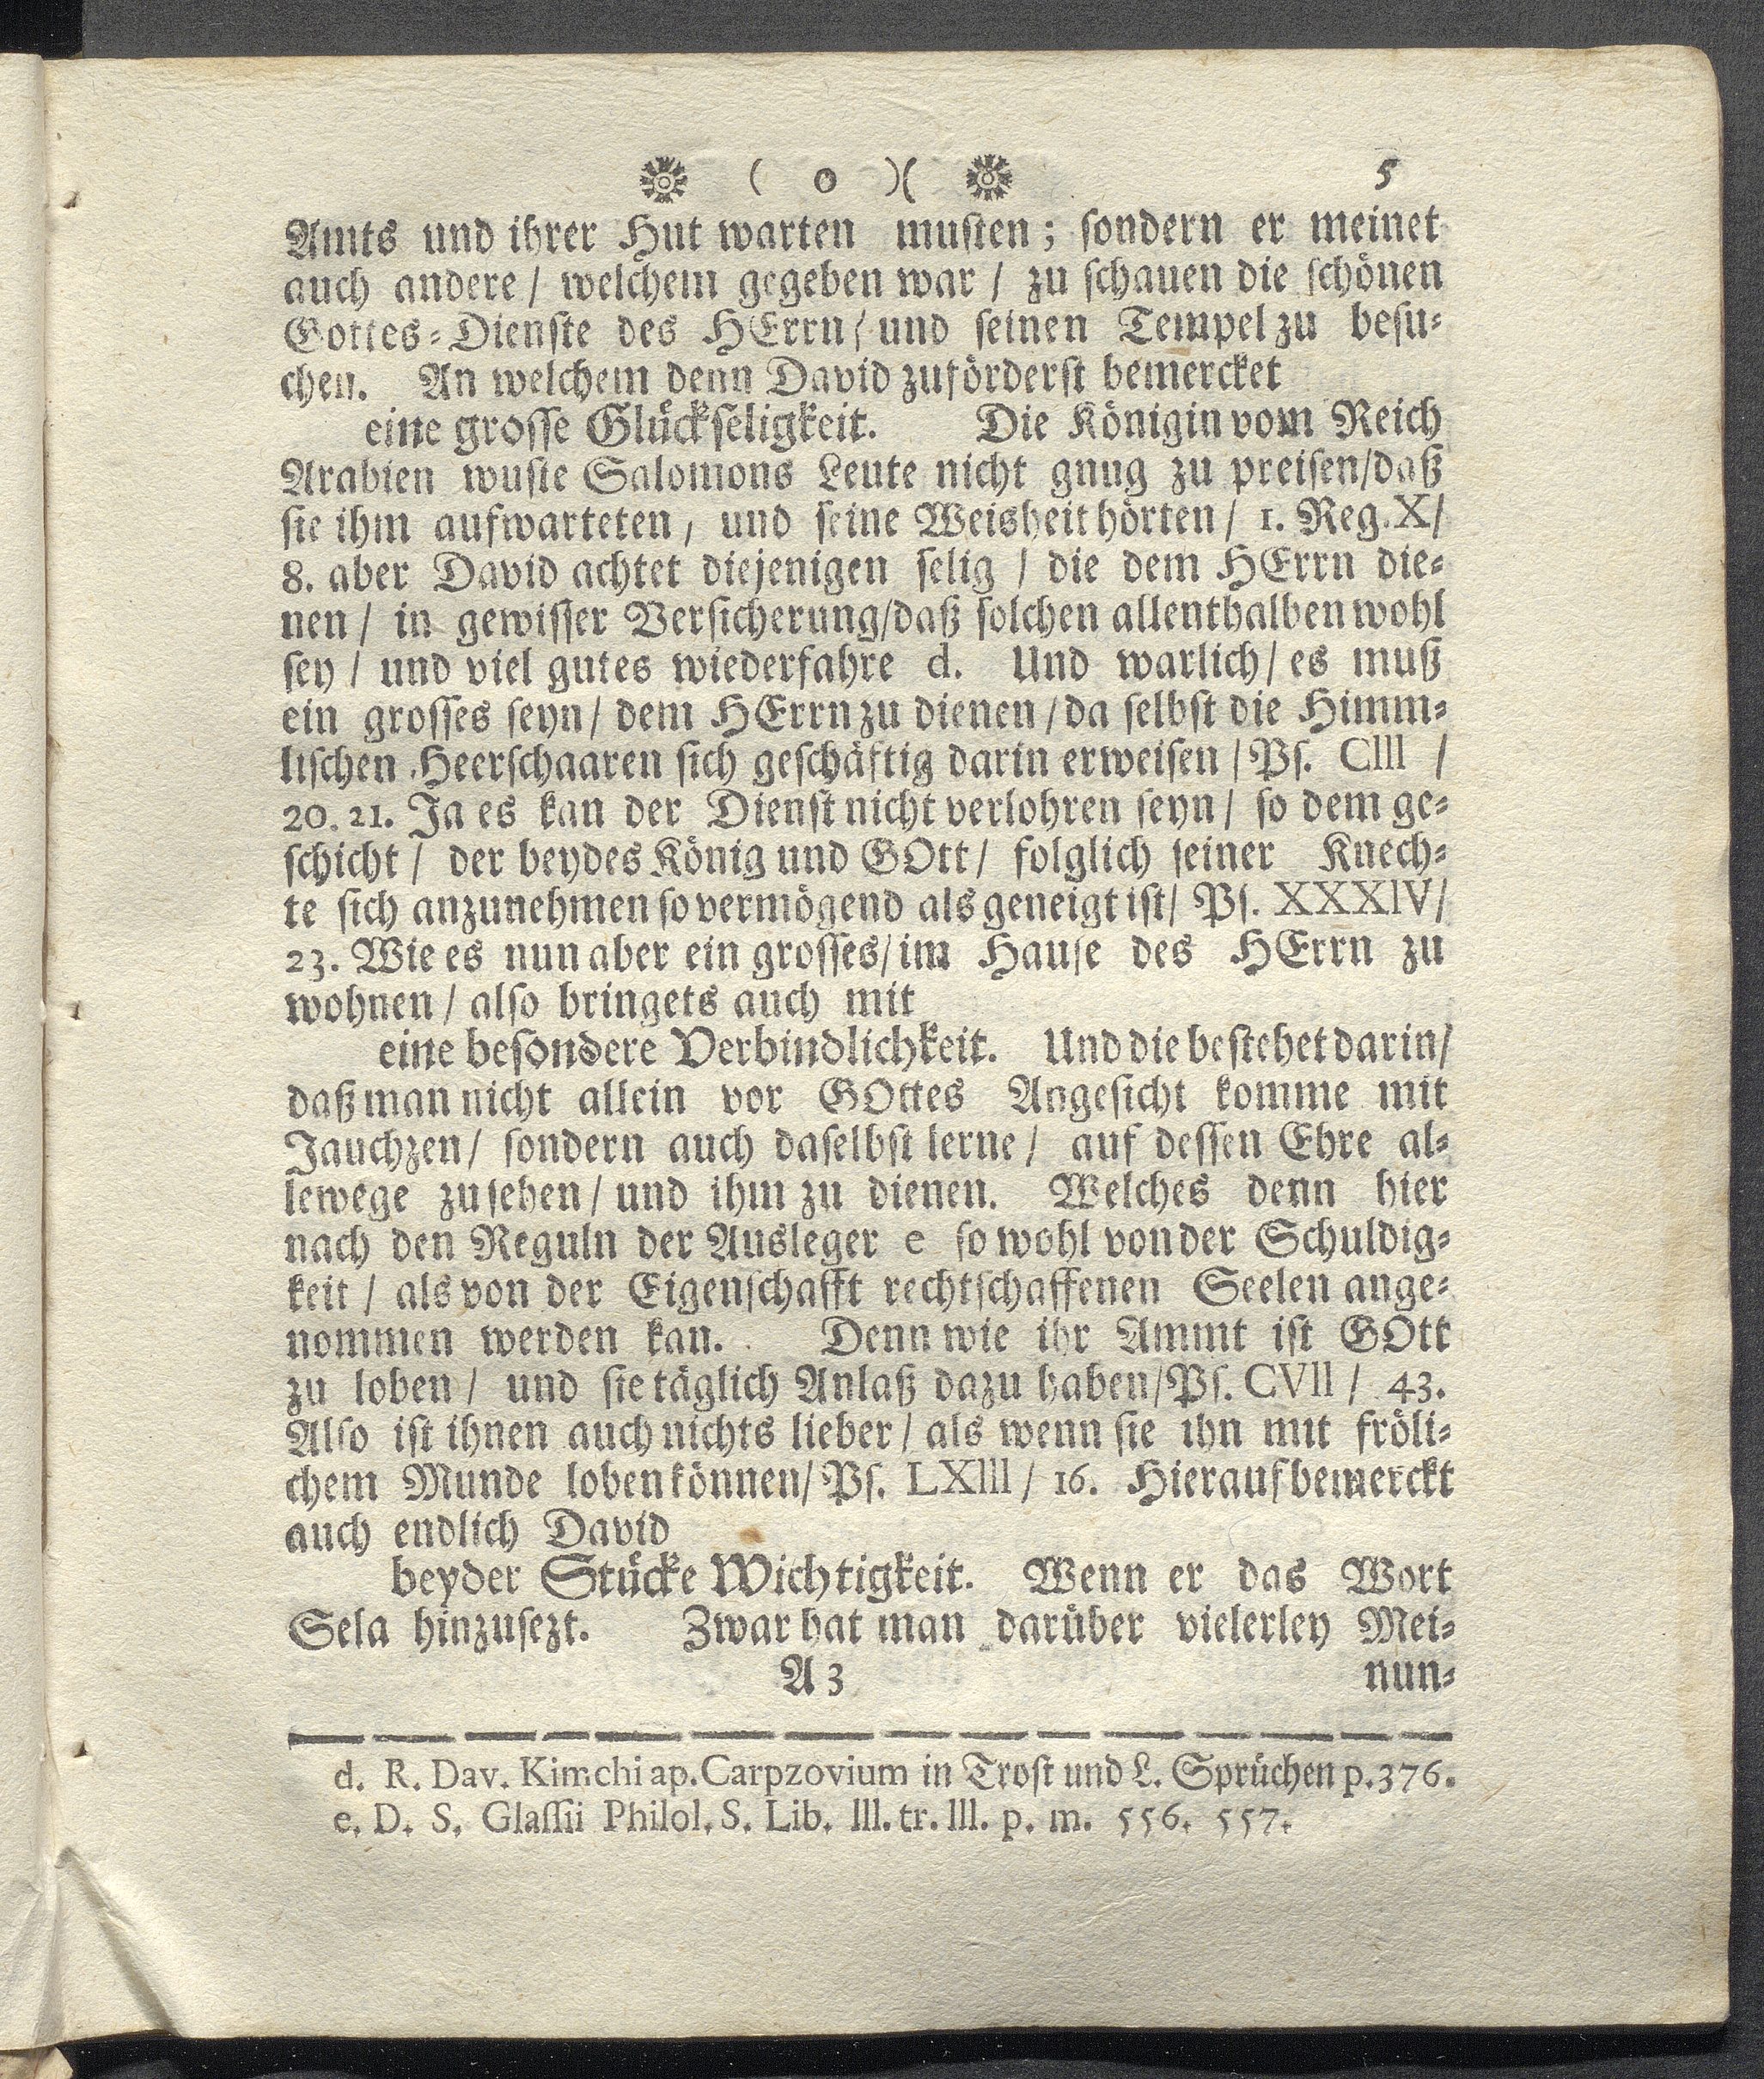 ( o )( 5
Amts und ihrer Hut warten muſten; ſondern er meinet
auch andere / welchem gegeben war / zu ſchauen die ſchönen
Gottes-Dienſte des HErrn / und ſeinen Tempel zu beſu-
chen. An welchem denn David zuförderſt bemercket
eine groſſe Glückſeligkeit. Die Königin vom Reich
Arabien wuſte Salomons Leute nicht gnug zu preiſen/daß
ſie ihm aufwarteten, und ſeine Weisheit hörten / 1. Reg. X/
8. aber David achtet diejenigen ſelig / die dem HErrn die-
nen / in gewiſſer Verſicherung/daß ſolchen allenthalben wohl
ſey / und viel gutes wiederfahre d. Und warlich / es muß
ein groſſes ſeyn / dem HErrn zu dienen / da ſelbſt die Himm-
liſchen Heerſchaaren ſich geſchäftig darin erweiſen / Pſ. CIII /
20. 21. Ja es kan der Dienſt nicht verlohren ſeyn / ſo dem ge-
ſchicht / der beydes König und GOtt / folglich ſeiner Knech-
te ſich anzunehmen ſo vermögend als geneigt iſt/ Pſ. XXXIV/
23. Wie es nun aber ein groſſes/ im Hauſe des HErrn zu
wohnen / alſo bringets auch mit
eine beſondere Verbindlichkeit. Und die beſtehet darin/
daß man nicht allein vor GOttes Angeſicht komme mit
Jauchzen / ſondern auch daſelbſt lerne / auf deſſen Ehre al-
lewege zu ſehen / und ihm zu dienen. Welches denn hier
nach den Reguln der Ausleger e ſo wohl von der Schuldig-
keit / als von der Eigenſchafft rechtſchaffenen Seelen ange-
nommen werden kan. Denn wie ihr Ammt iſt GOtt
zu loben / und ſie täglich Anlaß dazu haben/Pſ. CVII / 43.
Alſo iſt ihnen auch nichts lieber / als wenn ſie ihn mit fröli-
chem Munde loben können/ Pſ. LXIII / 16. Hierauf bemerckt
auch endlich David
beyder Stücke Wichtigkeit. Wenn er das Wort
Sela hinzuſezt. Zwar hat man darüber vielerley Mei-
A 3 nun-
d. R. Dav. Kimchi ap. Carpzovium in Troſt und L. Sprüchen p. 376.
e. D. S. Glaſſii Philol. S. Lib. III. tr. III. p. m. 556. 557.